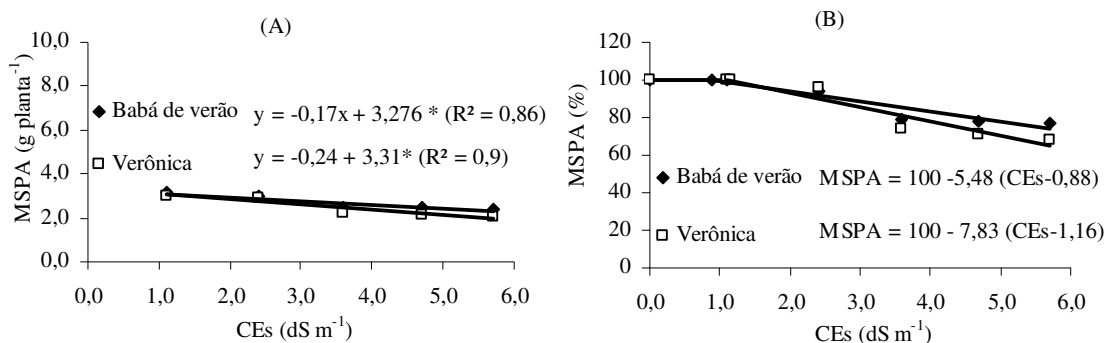 (A)
10,0
8,0
6,0
4,0
2,0
0,0
MSPA (g planta⁻¹)
Babá de verão y = -0,17x + 3,276 * (R² = 0,86)
Verônica y = -0,24 + 3,31* (R² = 0,9)
0,0 1,0 2,0 3,0 4,0 5,0 6,0
CEs (dS m⁻¹)
(B)
120
100
80
60
40
20
0
MSPA (%)
Babá de verão MSPA = 100 -5,48 (CEs-0,88)
Verônica MSPA = 100 - 7,83 (CEs-1,16)
0,0 1,0 2,0 3,0 4,0 5,0 6,0
CEs (dS m⁻¹)